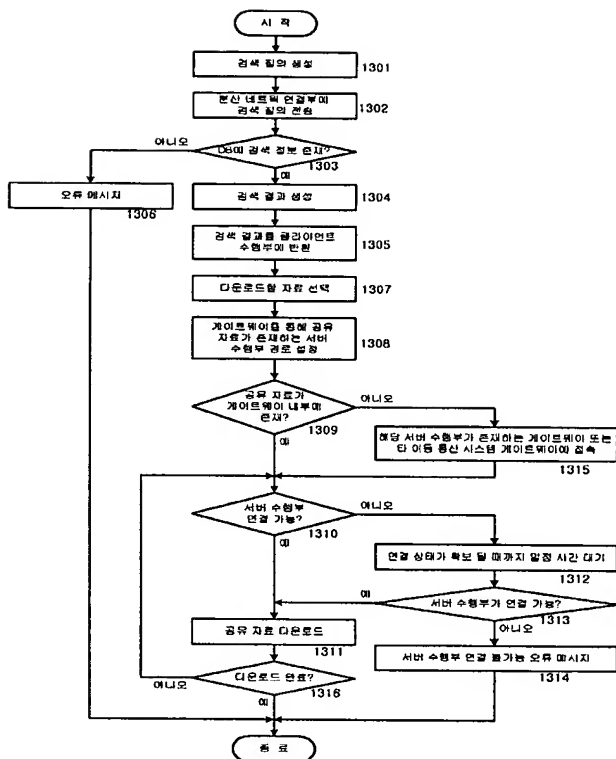 시 작
검색 질의 생성
1301
분산 네트웍 연결부에
검색 질의 전송
1302
아니오
DB에 검색 정보 존재?
1303
예
오류 메시지
1306
검색 결과 생성
1304
검색 결과를 클라이언트
수행부에 반환
1305
다운로드할 자료 선택
1307
게이트웨이를 통해 공유
자료가 존재하는 서버
수행부 경로 설정
1308
공유 자료가
게이트웨이 내부에
존재?
1309
아니오
예
해당 서버 수행부가 존재하는 게이트웨이 또는
타 이동 통신 시스템 게이트웨이에 접속
1315
서버 수행부
연결 가능?
1310
아니오
예
연결 상태가 확보 될 때까지 일정 시간 대기
1312
예
서버 수행부가 연결 가능?
1313
아니오
공유 자료 다운로드
1311
서버 수행부 연결 불가능 오류 메시지
1314
아니오
다운로드 완료?
1316
예
종 료